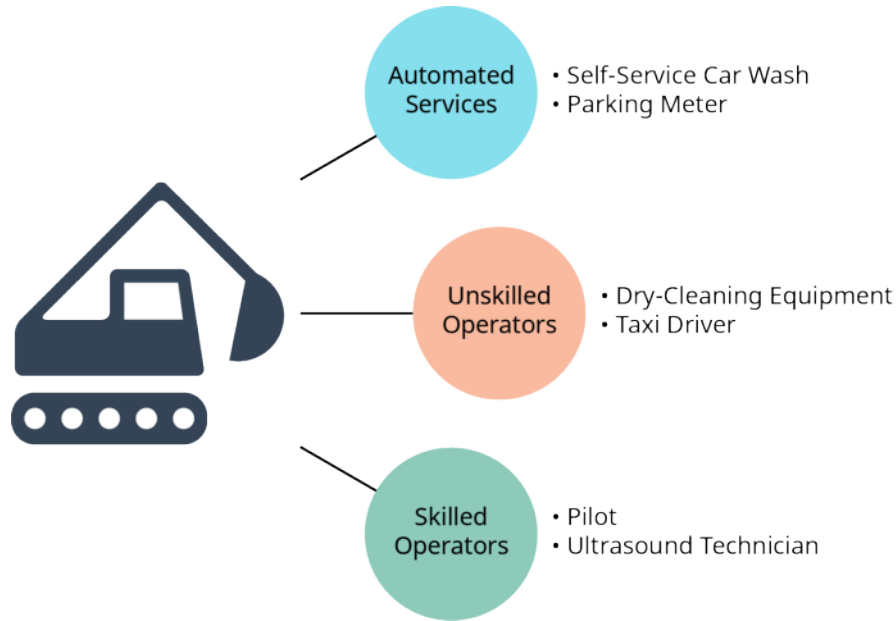 Automated
Services
• Self-Service Car Wash
• Parking Meter
Unskilled
Operators
• Dry-Cleaning Equipment
• Taxi Driver
Skilled
Operators
• Pilot
• Ultrasound Technician